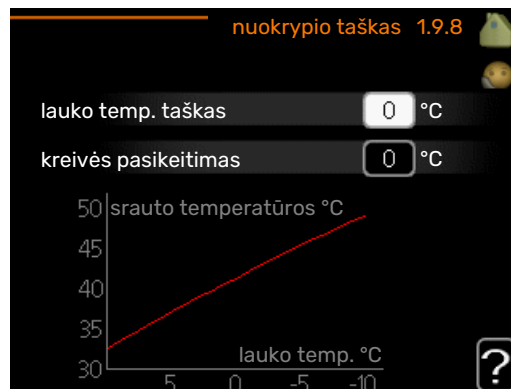 nuokrypio taškas 1.9.8
lauko temp. taškas 0 °C
kreivės pasikeitimas 0 °C
50 srauto temperatūros °C
45
40
35
30
lauko temp. °C
5 0 -5 -10
?